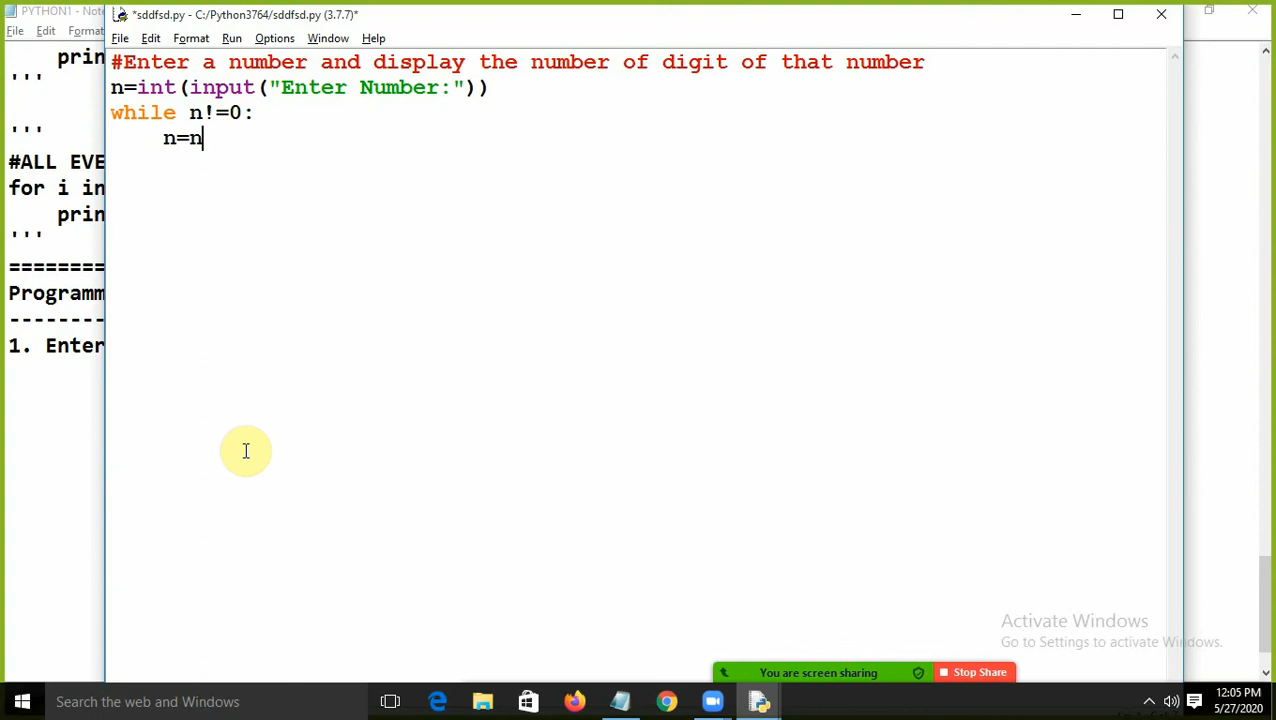 PYTHON1 - Note
*sddfsd.py - C:/Python3764/sddfsd.py (3.7.7)*
File Edit Forma
File Edit Format Run Options Window Help
prin
'''
'''
#ALL EVE
for i in
prin
'''
========
Programm
--------
1. Enter
#Enter a number and display the number of digit of that number
n=int(input("Enter Number:"))
while n!=0:
    n=n
Activate Windows
Go to Settings to activate Windows.
You are screen sharing
Stop Share
Search the web and Windows
12:05 PM
5/27/2020